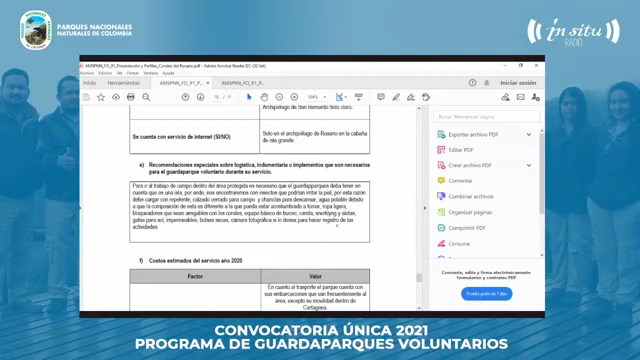 PARQUES NACIONALES
NATURALES DE COLOMBIA
in situ
RADIO
AMSPNN_FO_91_Presentación y Perfiles_Corales del Rosario.pdf - Adobe Acrobat Reader DC (32-bit)
Archivo Edición Ver Firmar Ventana Ayuda
Inicio Herramientas AMSPNN_FO_91_P... AMSPNN_FO_91_P... Iniciar sesión
Archipiélago de San Bernardo Solo claro.
Se cuenta con servicio de internet (SI/NO)
Solo en el archipiélago de Rosario en la cabaña
de isla grande.
e) Recomendaciones especiales sobre logística, indumentaria o implementos que son necesarios
para el guardaparque voluntario durante su servicio.
Para ir al trabajo de campo dentro del área protegida es necesario que el guardaparques deba tener en
cuenta que es una isla, por ende, nos encontraremos con insectos que podrían irritar la piel, por esta razón
debe cargar con repelente, calzado cerrado para campo y chanclas para descansar, agua potable debido
a que la composición de esta es diferente a la que pueda estar acostumbrado a tomar, ropa ligera,
bloqueadores que sean amigables con los corales, equipo básico de buceo; careta, snorkling y aletas,
gafas para sol, impermeables, bolsas secas, cámara fotográfica si lo desea para hacer registro de las
actividades.
f) Costos estimados del servicio año 2020
Factor Valor
En cuanto al trasporte el parque cuenta con
sus embarcaciones que van frecuentemente al
área, excepto su movilidad dentro de
Cartagena.
Exportar archivo PDF
Editar PDF
Crear archivo PDF
Comentar
Combinar archivos
Organizar páginas
Comprimir PDF
Censurar
Convierte, edita y firma electrónicamente
formularios y contratos PDF
Prueba gratis de 7 días
CONVOCATORIA ÚNICA 2021
PROGRAMA DE GUARDAPARQUES VOLUNTARIOS